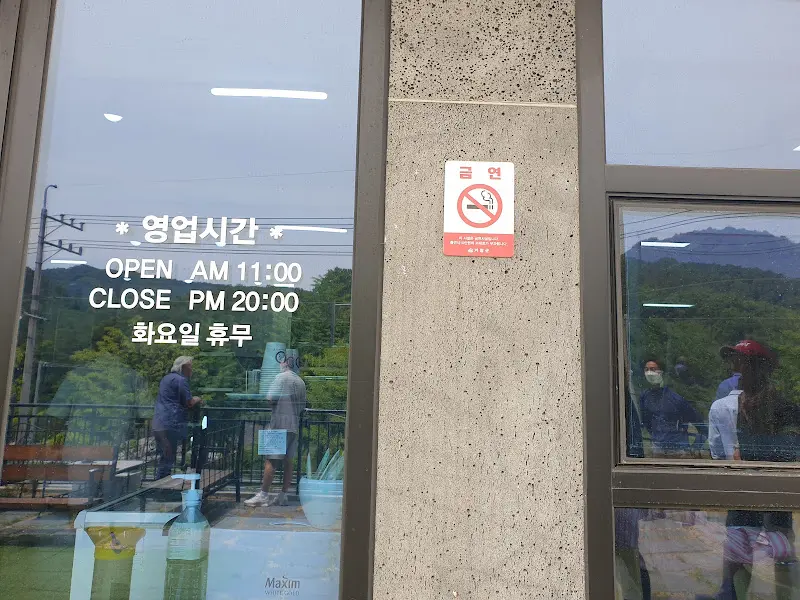 * 영업시간 *
OPEN AM 11:00
CLOSE PM 20:00
화요일 휴무
금 연
Maxim